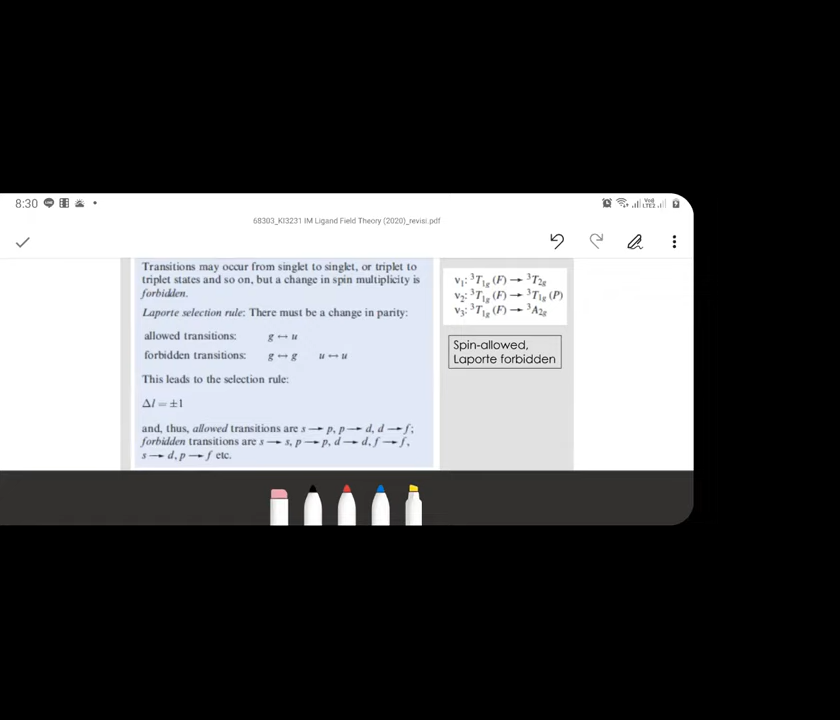 8:30
68303_KI3231 IM Ligand Field Theory (2020)_revisi.pdf
Transitions may occur from singlet to singlet, or triplet to
triplet states and so on, but a change in spin multiplicity is
forbidden.
Laporte selection rule: There must be a change in parity:
allowed transitions: g ↔ u
forbidden transitions: g ↔ g u ↔ u
This leads to the selection rule:
Δl = ±1
and, thus, allowed transitions are s → p, p → d, d → f;
forbidden transitions are s → s, p → p, d → d, f → f,
s → d, p → f etc.
ν₁: ³T₁g (F) → ³T₂g
ν₂: ³T₁g (F) → ³T₁g (P)
ν₃: ³T₁g (F) → ³A₂g
Spin-allowed,
Laporte forbidden